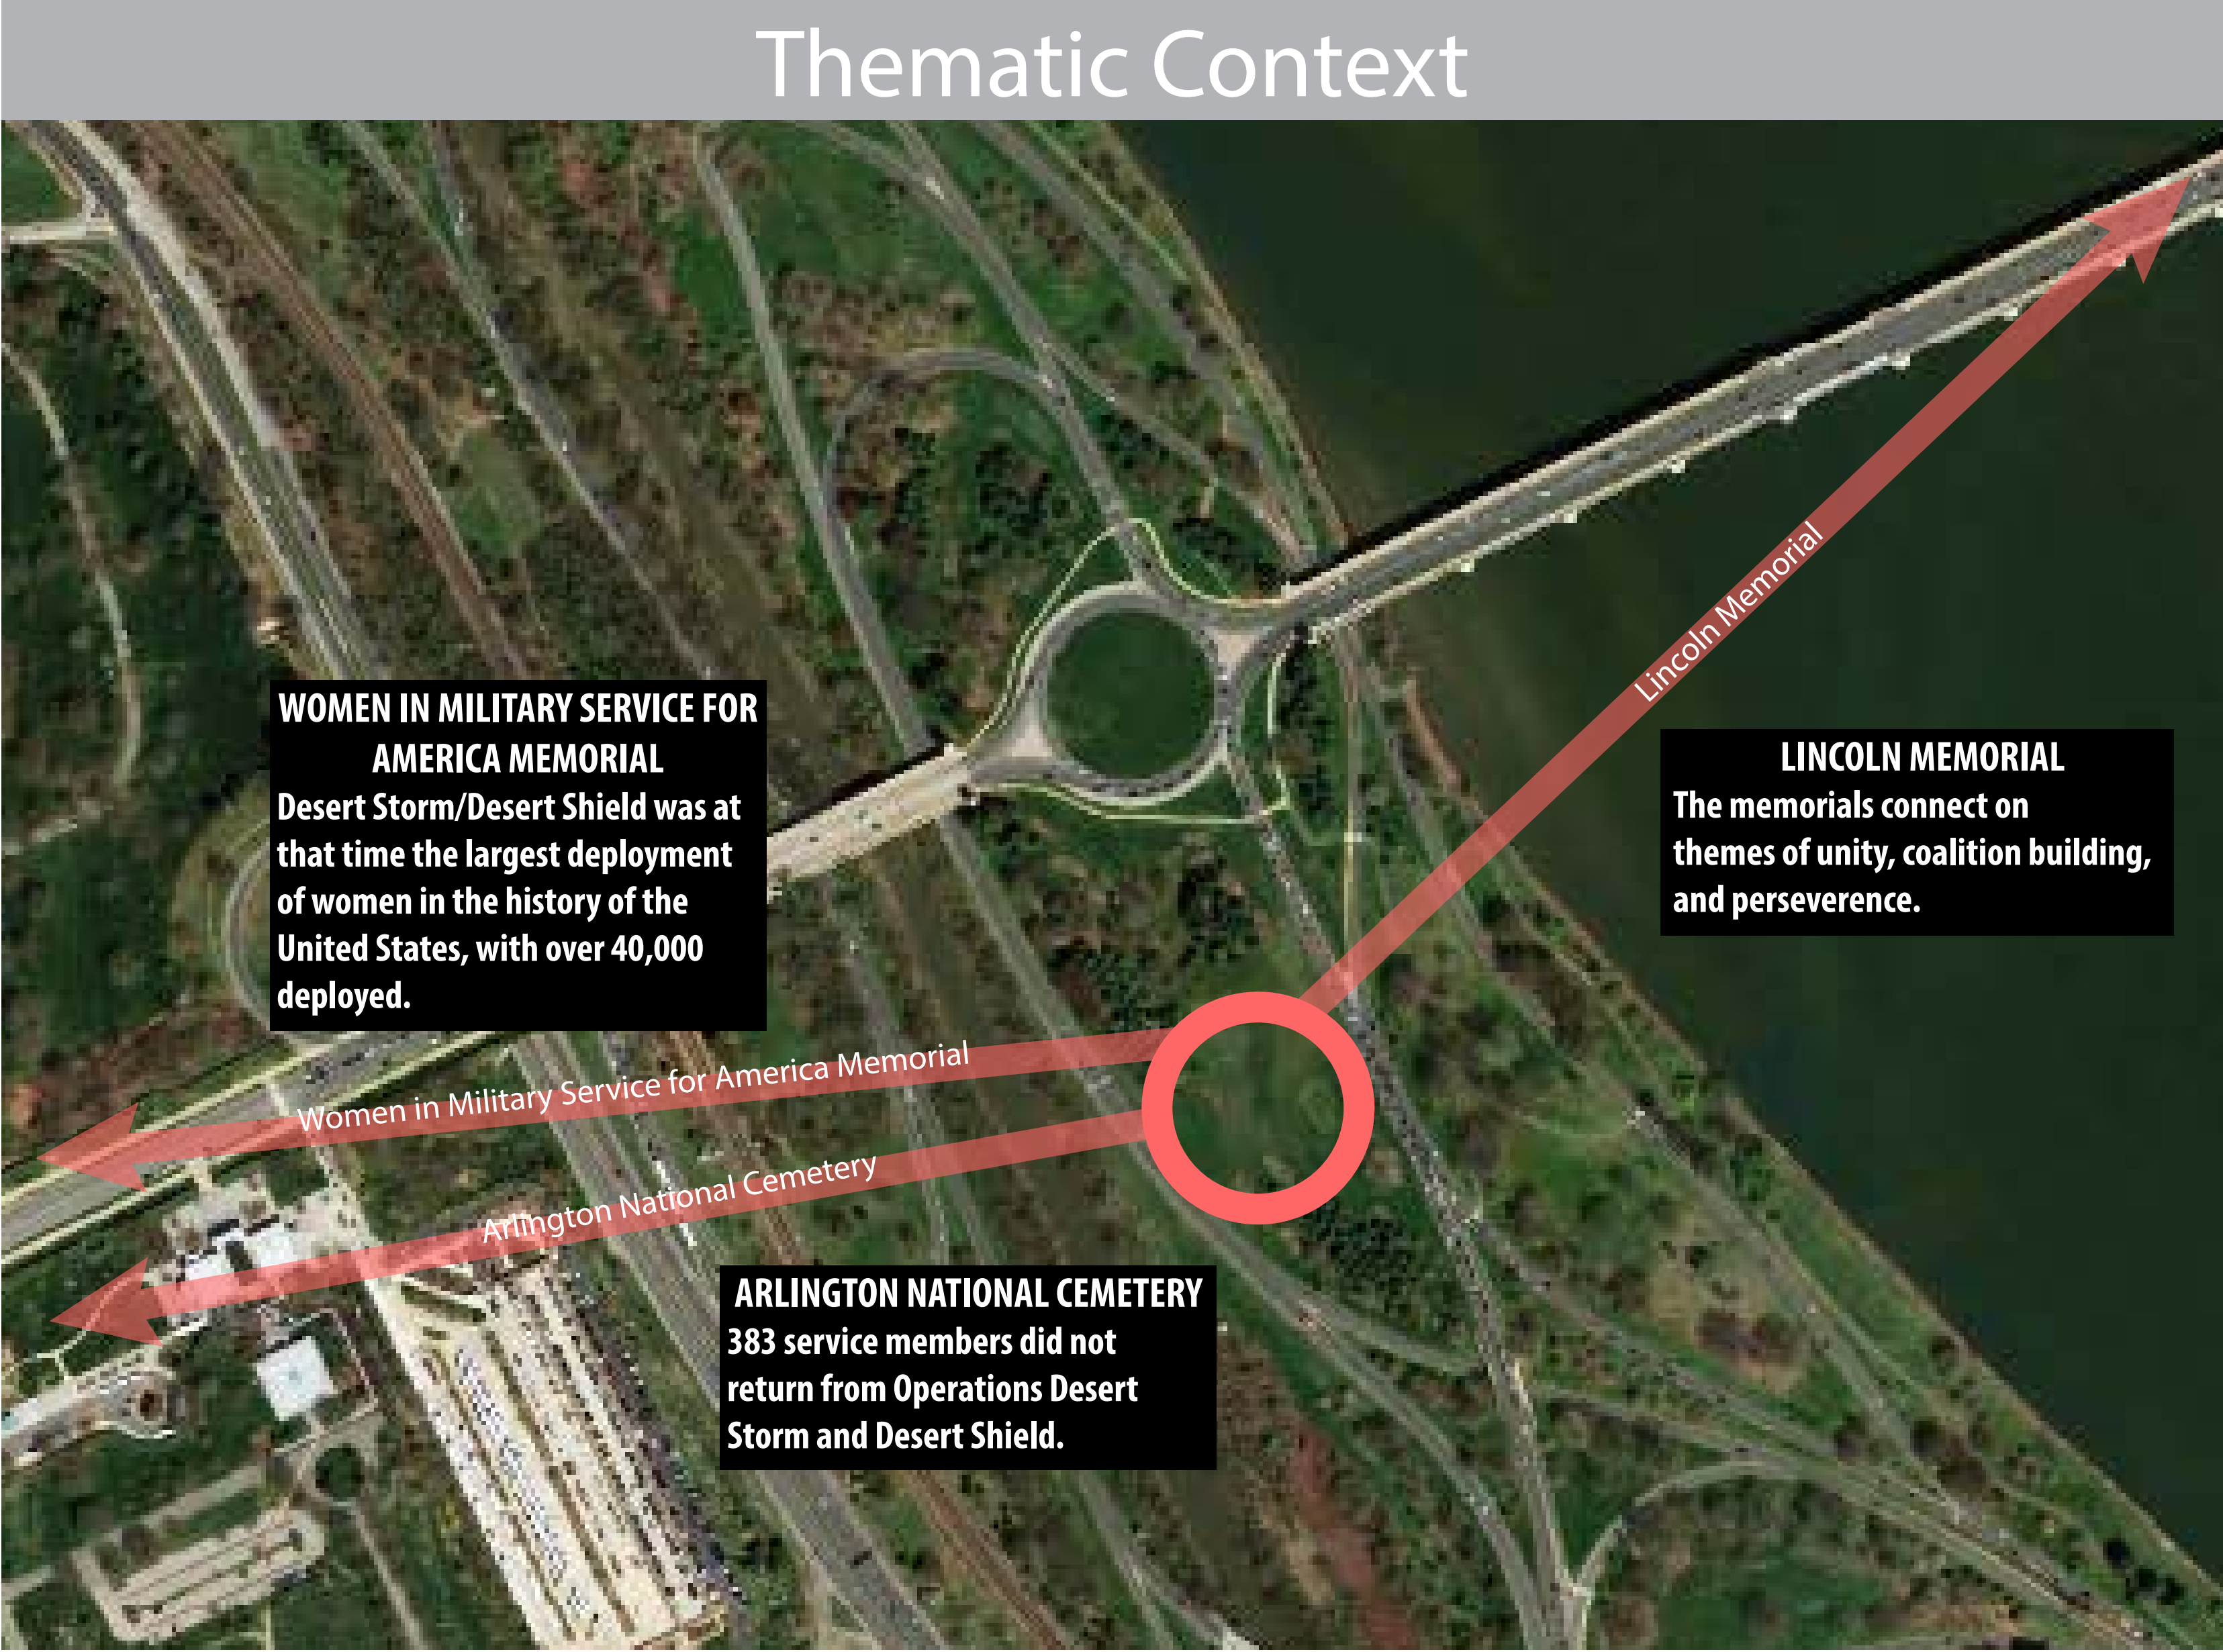 Thematic Context
Lincoln Memorial
WOMEN IN MILITARY SERVICE FOR
AMERICA MEMORIAL
Desert Storm/Desert Shield was at
that time the largest deployment
of women in the history of the
United States, with over 40,000
deployed.
LINCOLN MEMORIAL
The memorials connect on
themes of unity, coalition building,
and perseverence.
Women in Military Service for America Memorial
Arlington National Cemetery
ARLINGTON NATIONAL CEMETERY
383 service members did not
return from Operations Desert
Storm and Desert Shield.